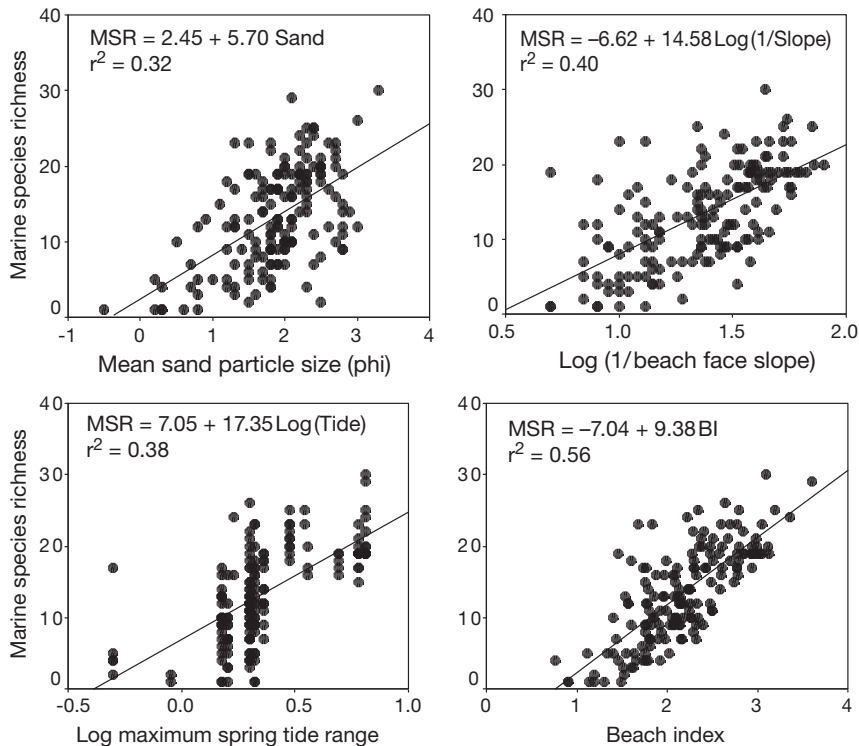 MSR = 2.45 + 5.70 Sand
r² = 0.32
Marine species richness
40
30
20
10
0
-1
0
1
2
3
4
Mean sand particle size (phi)
MSR = –6.62 + 14.58 Log (1/Slope)
r² = 0.40
40
30
20
10
0
0.5
1.0
1.5
2.0
Log (1/beach face slope)
MSR = 7.05 + 17.35 Log (Tide)
r² = 0.38
Marine species richness
40
30
20
10
0
-0.5
0.0
0.5
1.0
Log maximum spring tide range
MSR = –7.04 + 9.38 BI
r² = 0.56
40
30
20
10
0
0
1
2
3
4
Beach index